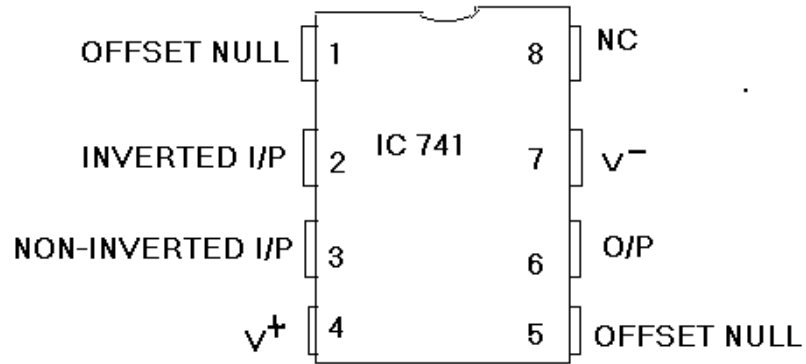 OFFSET NULL 1 8 NC
IC 741
INVERTED I/P 2 7 V-
NON-INVERTED I/P 3 6 O/P
V+ 4 5 OFFSET NULL